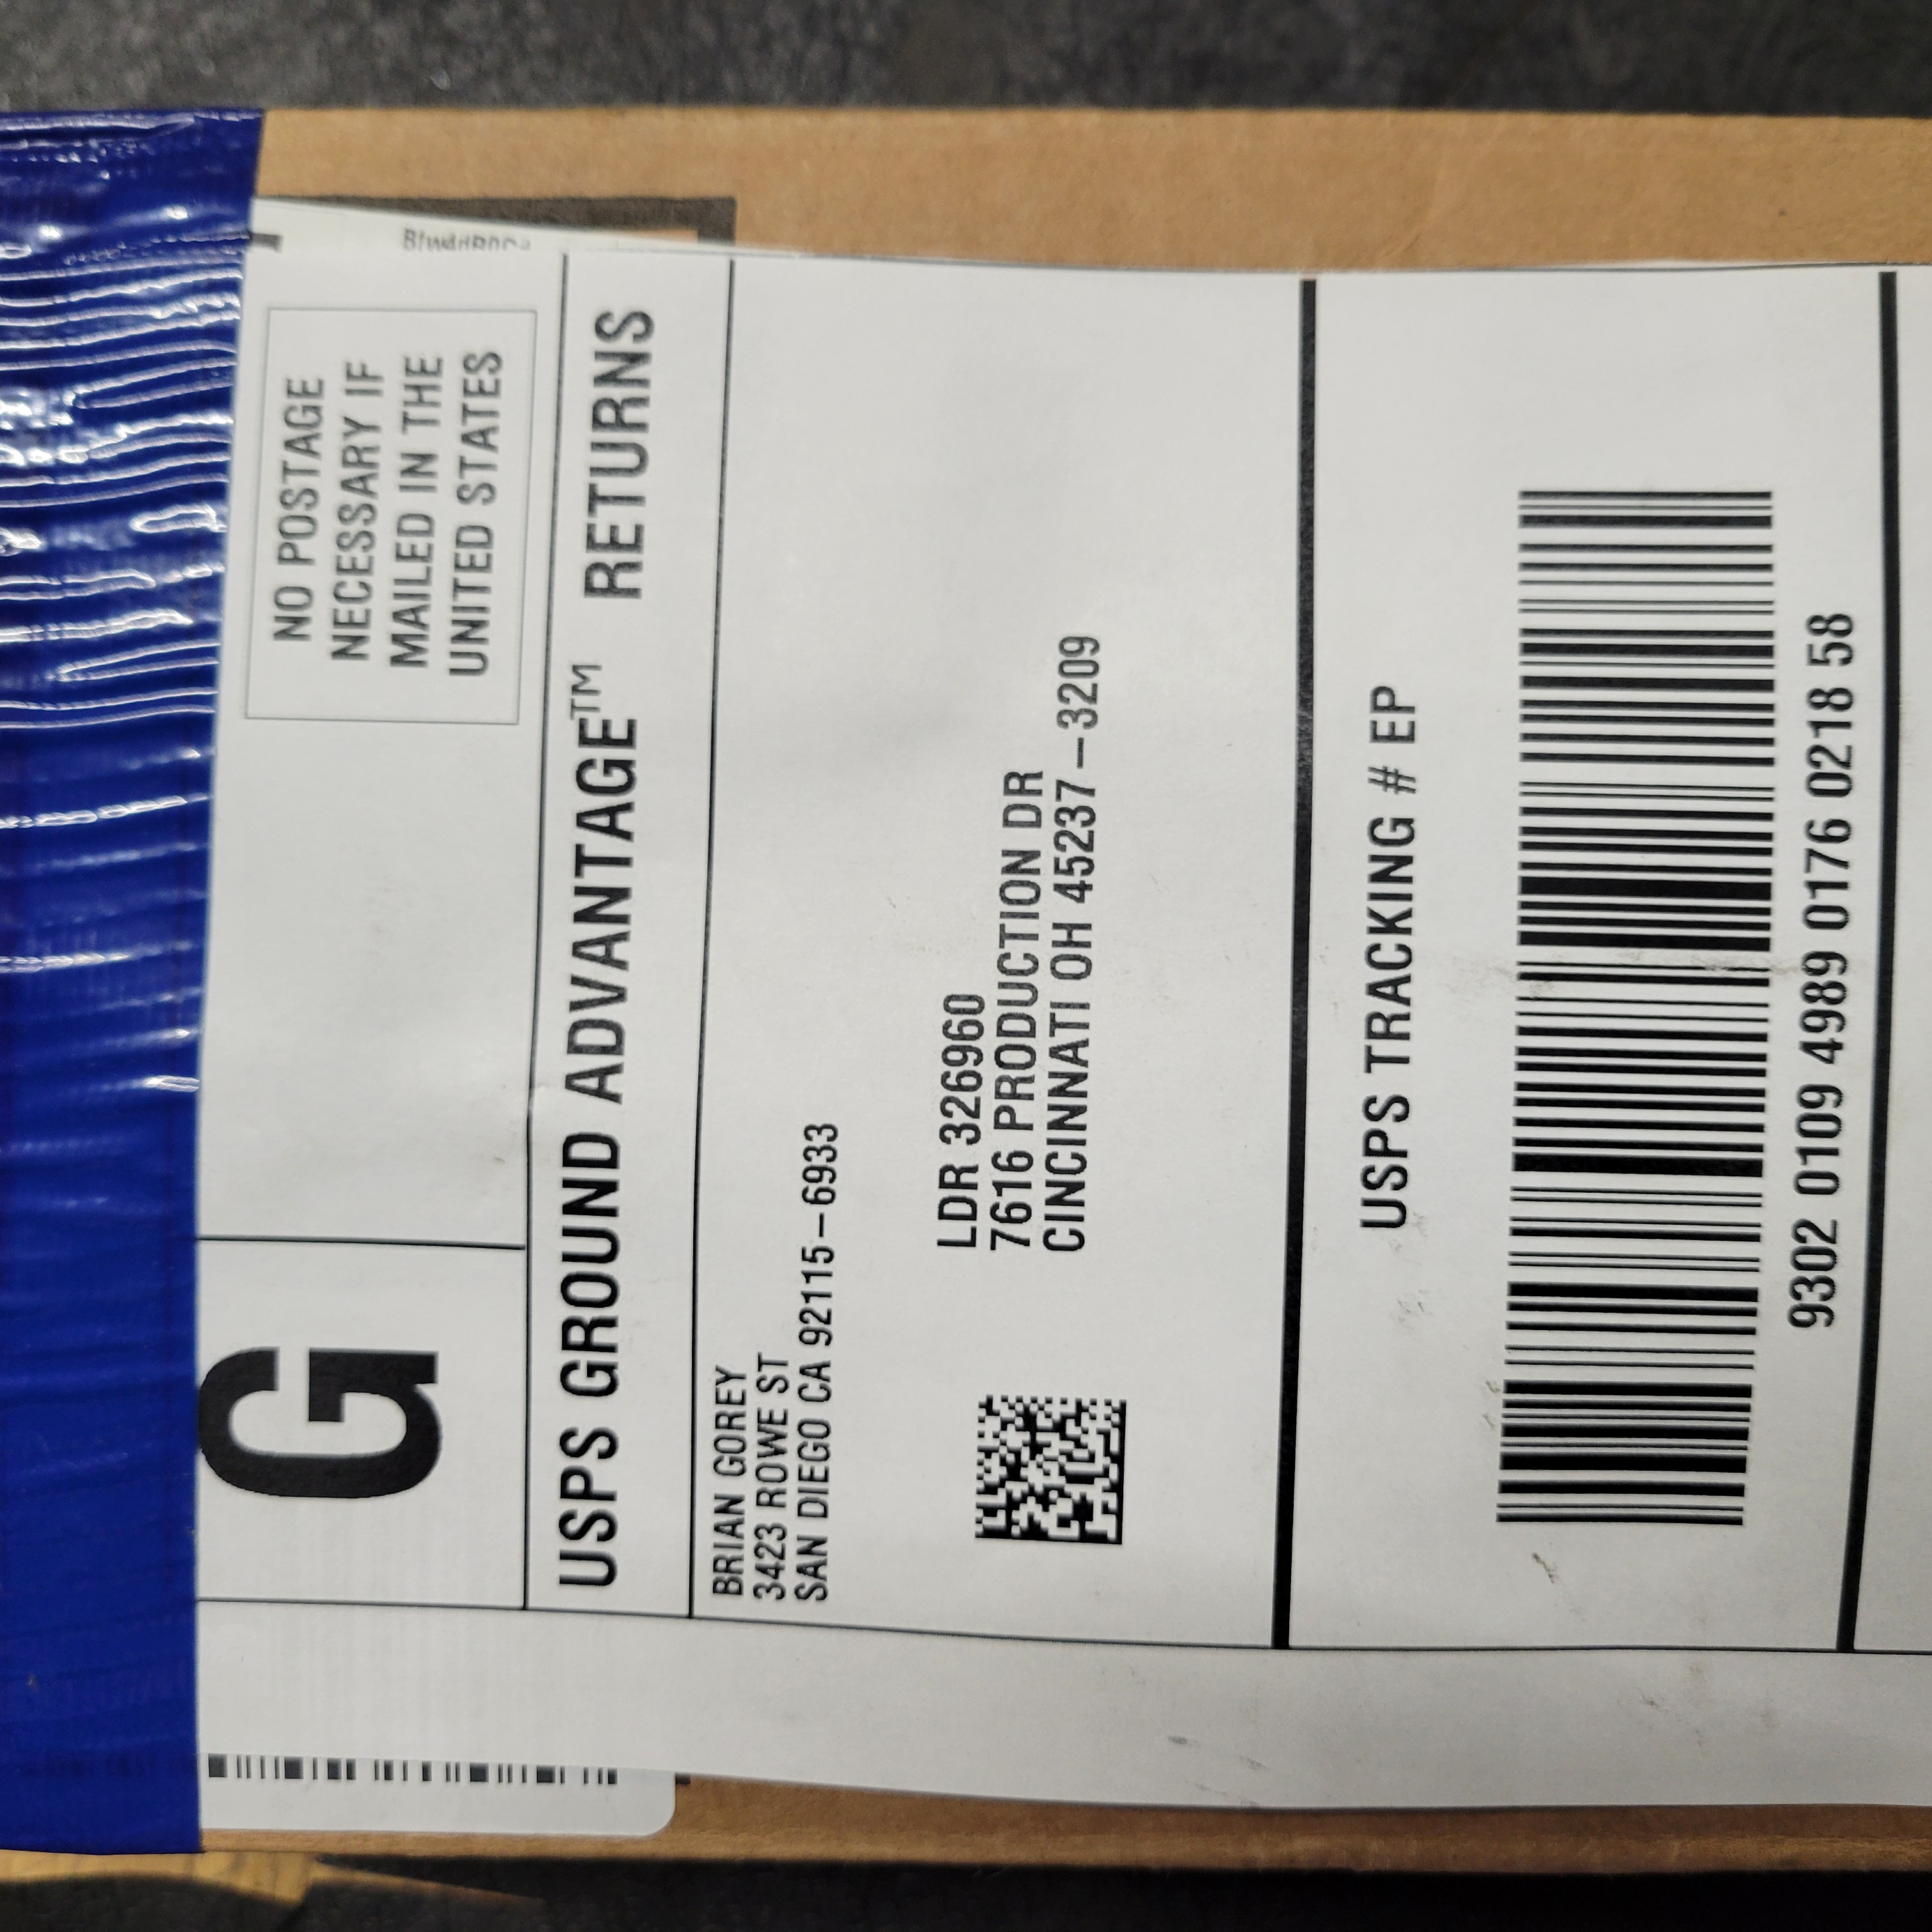 NO POSTAGE
NECESSARY IF
MAILED IN THE
UNITED STATES
G
USPS GROUND ADVANTAGE™ RETURNS
BRIAN GOREY
3423 ROWE ST
SAN DIEGO CA 92115-6933
LDR 326960
7616 PRODUCTION DR
CINCINNATI OH 45237-3209
USPS TRACKING # EP
9302 0109 4989 0176 0218 58